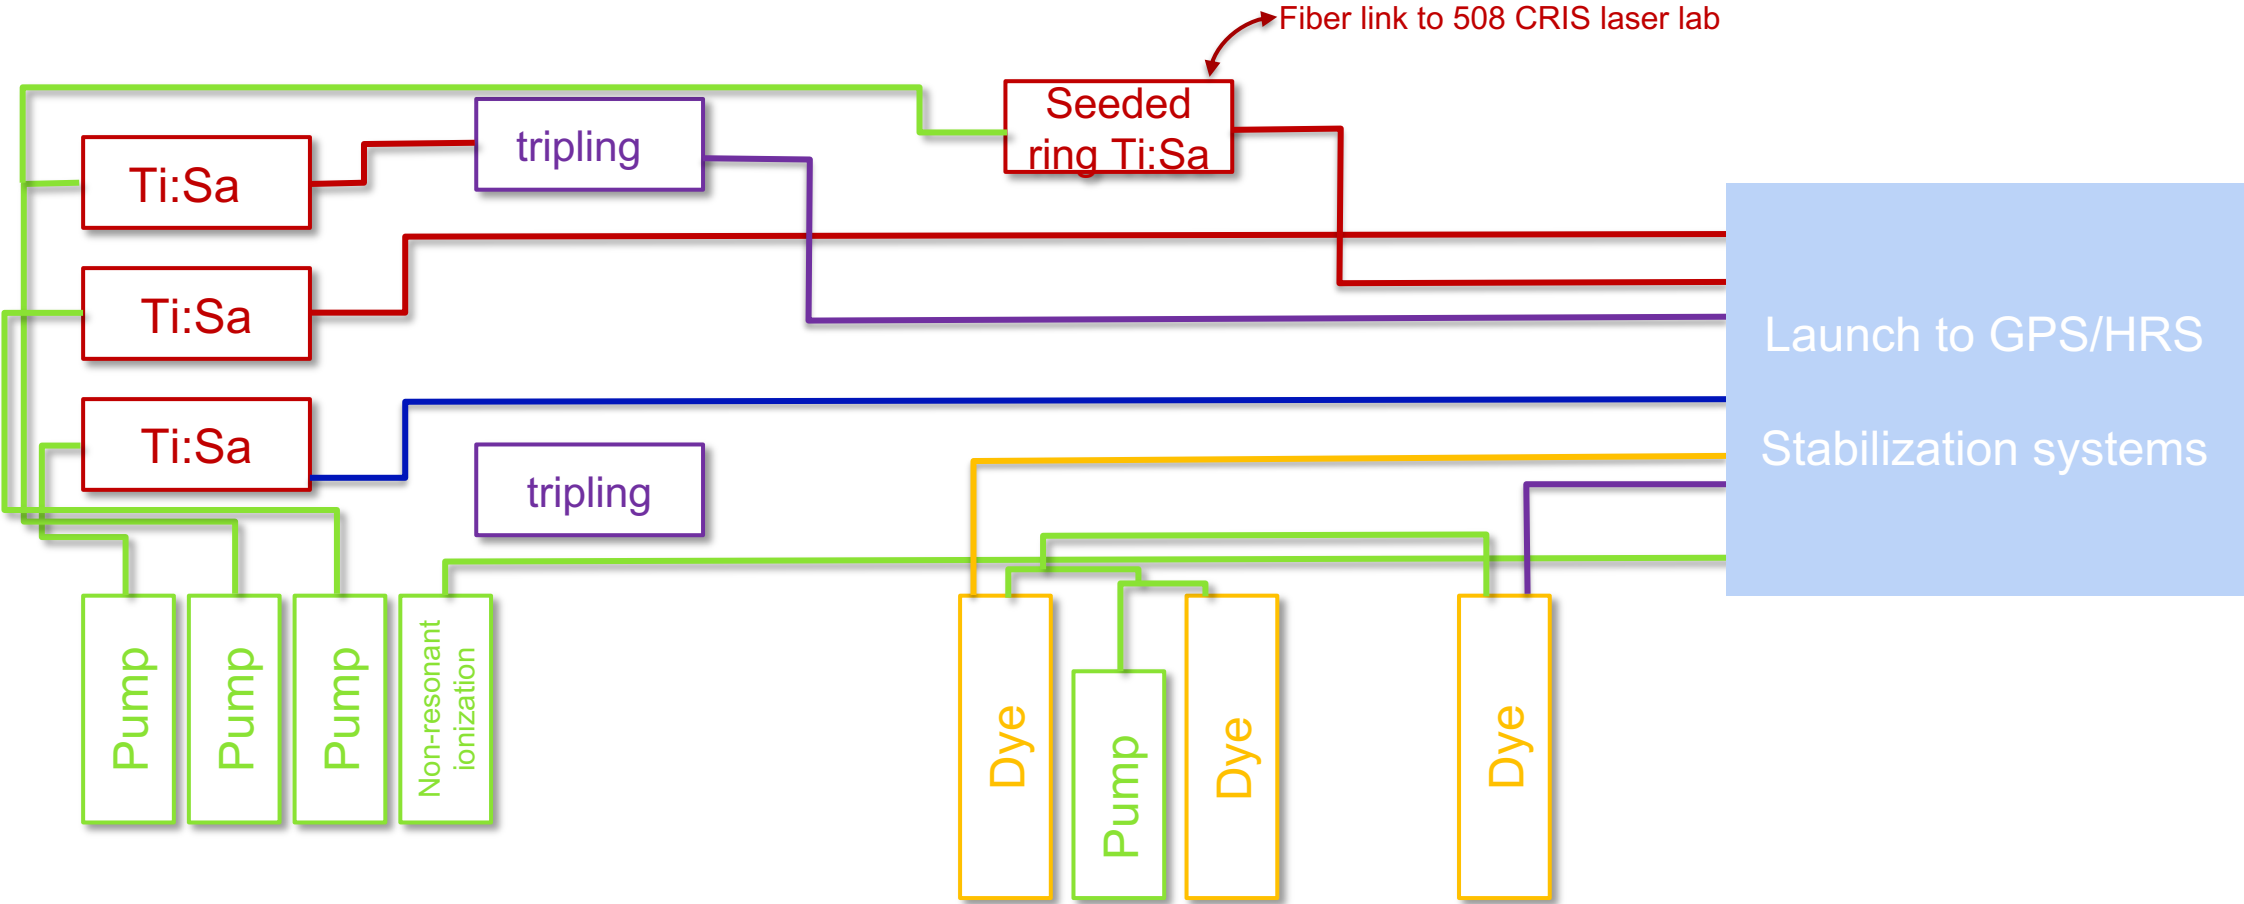 Fiber link to 508 CRIS laser lab
Seeded
ring Ti:Sa
tripling
Ti:Sa
Ti:Sa
Ti:Sa
tripling
Launch to GPS/HRS
Stabilization systems
Pump
Pump
Pump
Non-resonant
ionization
Dye
Pump
Dye
Dye